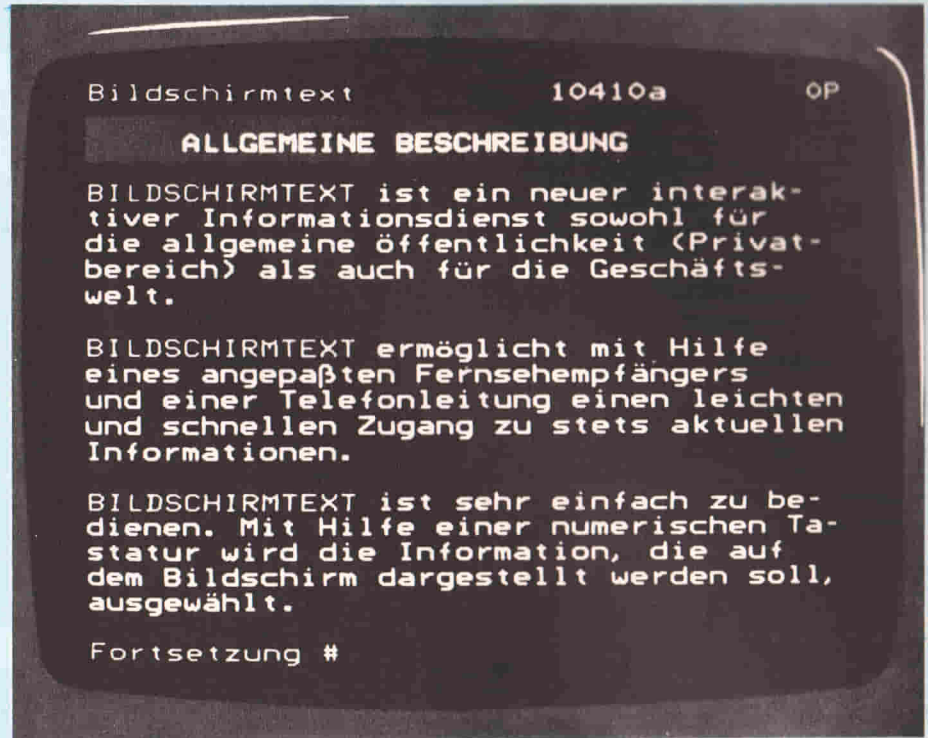 Bildschirmtext 10410a 0P
ALLGEMEINE BESCHREIBUNG
BILDSCHIRMTEXT ist ein neuer interak-
tiver Informationsdienst sowohl für
die allgemeine öffentlichkeit (Privat-
bereich) als auch für die Geschäfts-
welt.
BILDSCHIRMTEXT ermöglicht mit Hilfe
eines angepaßten Fernsehempfängers
und einer Telefonleitung einen leichten
und schnellen Zugang zu stets aktuellen
Informationen.
BILDSCHIRMTEXT ist sehr einfach zu be-
dienen. Mit Hilfe einer numerischen Ta-
statur wird die Information, die auf
dem Bildschirm dargestellt werden soll,
ausgewählt.
Fortsetzung #